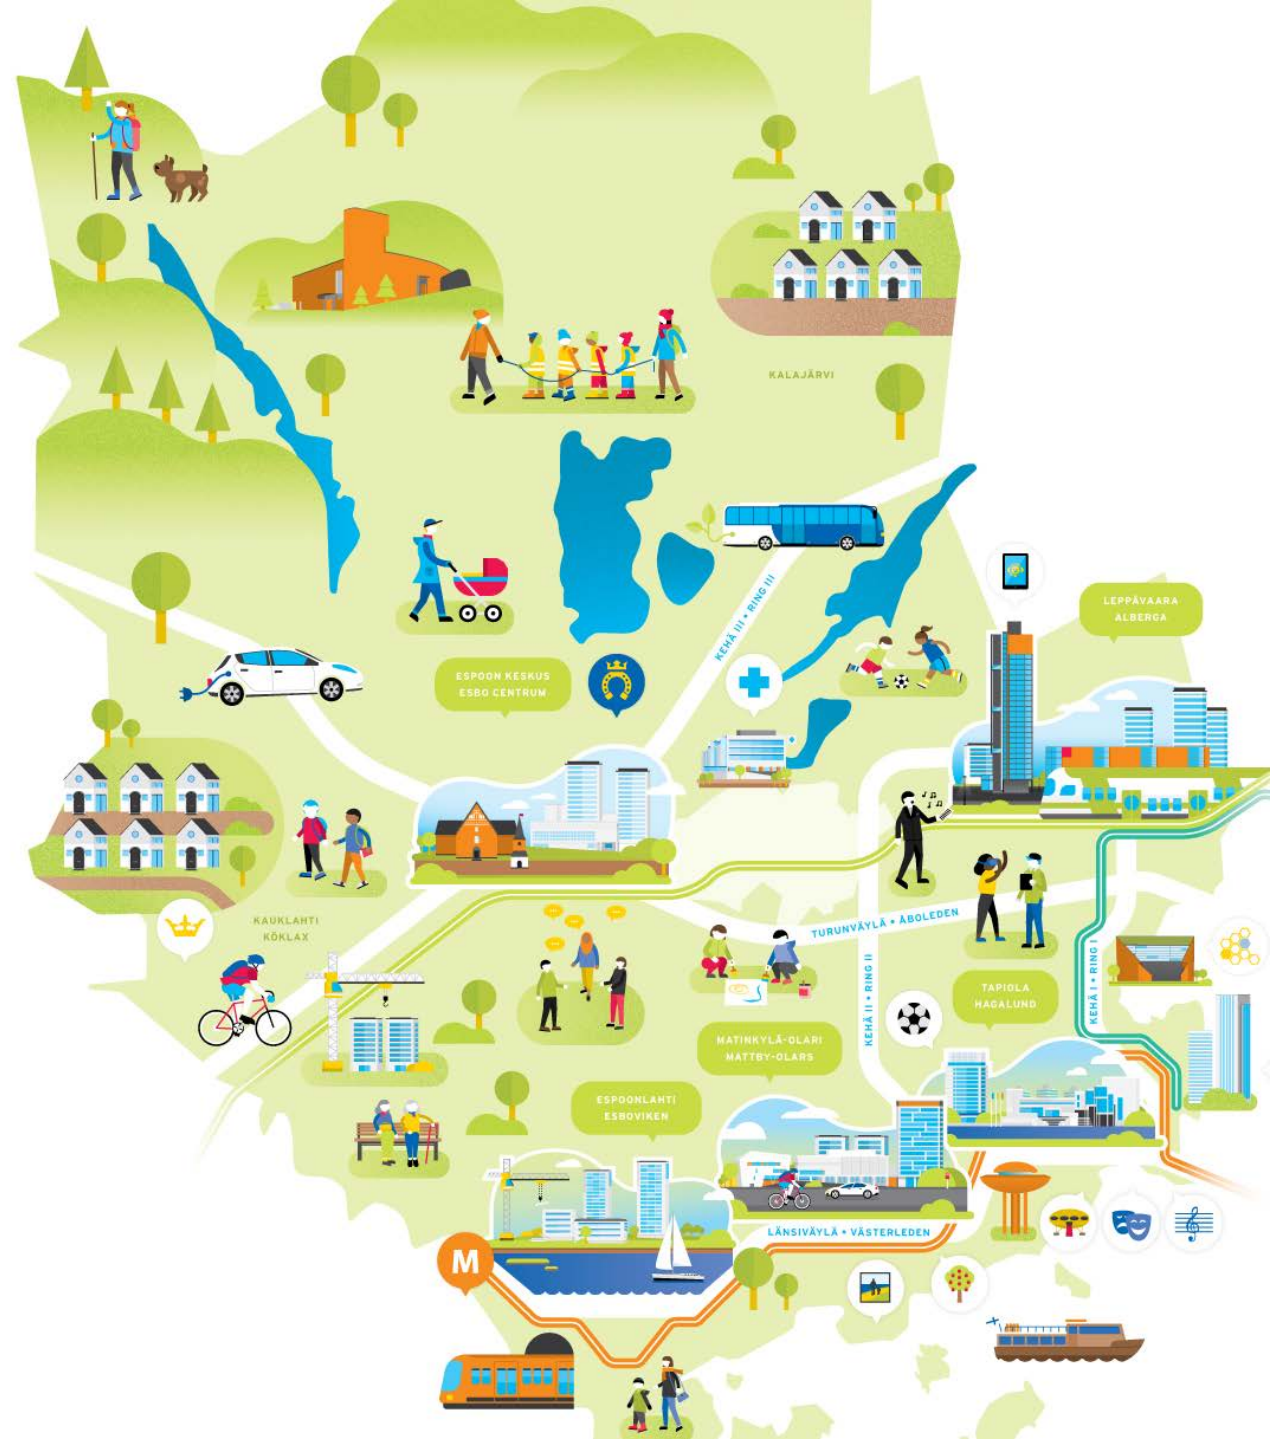 KALAJÄRVI
KEHÄ III • RING III
LEPPÄVAARA
ALBERGA
ESPOON KESKUS
ESBO CENTRUM
KAUKLAHTI
KÖKLAX
TURUNVÄYLÄ • ÅBOLEDEN
KEHÄ II • RING II
KEHÄ I • RING I
TAPIOLA
HAGALUND
MATINKYLÄ-OLARI
MATTBY-OLARS
ESPOONLAHTI
ESBOVIKEN
LÄNSIVÄYLÄ • VÄSTERLEDEN
M